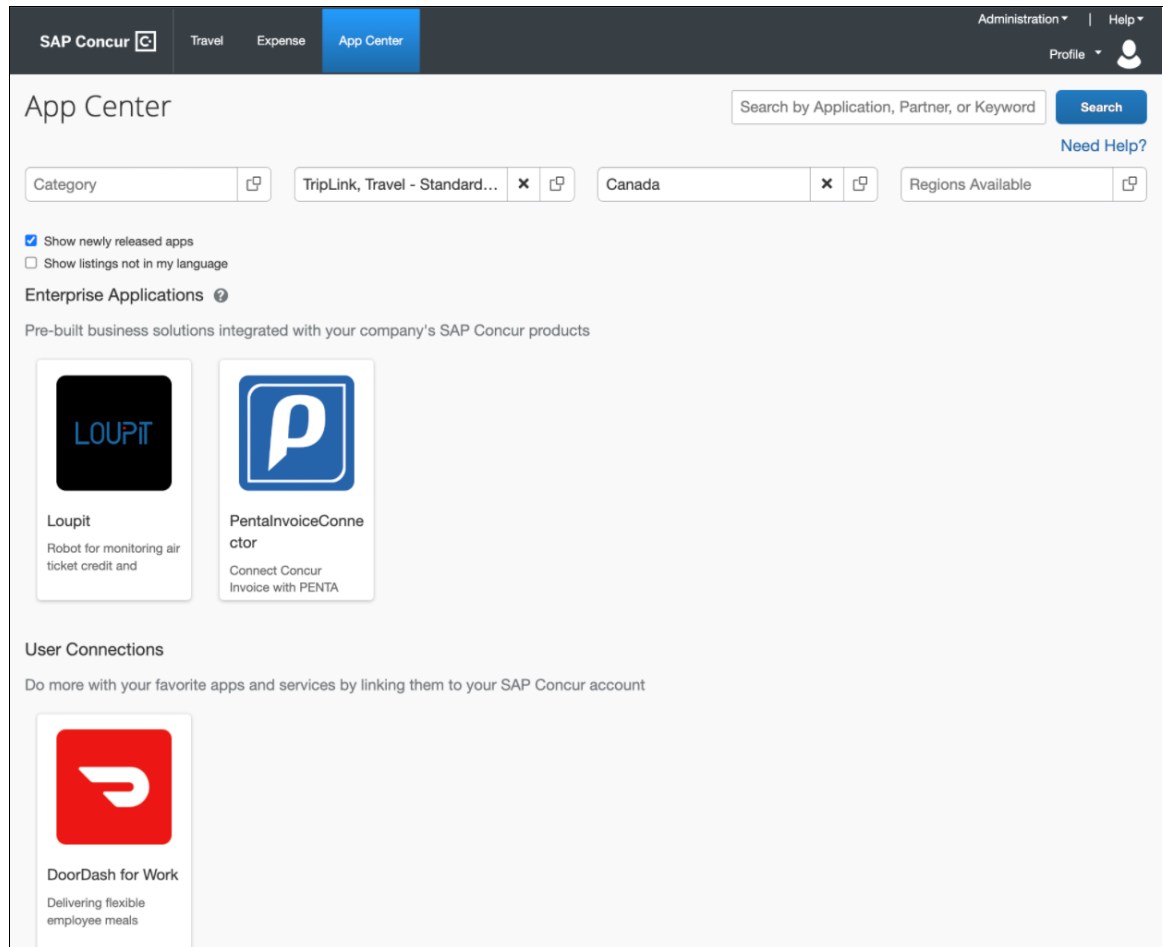 SAP Concur C
Travel
Expense
App Center
Administration
|
Help
Profile
App Center
Search by Application, Partner, or Keyword
Search
Need Help?
Category
TripLink, Travel - Standard...
Canada
Regions Available
Show newly released apps
Show listings not in my language
Enterprise Applications ?
Pre-built business solutions integrated with your company's SAP Concur products
LOUPIT
P
Loupit
Robot for monitoring air
ticket credit and
PentaInvoiceConne
ctor
Connect Concur
Invoice with PENTA
User Connections
Do more with your favorite apps and services by linking them to your SAP Concur account
DoorDash for Work
Delivering flexible
employee meals